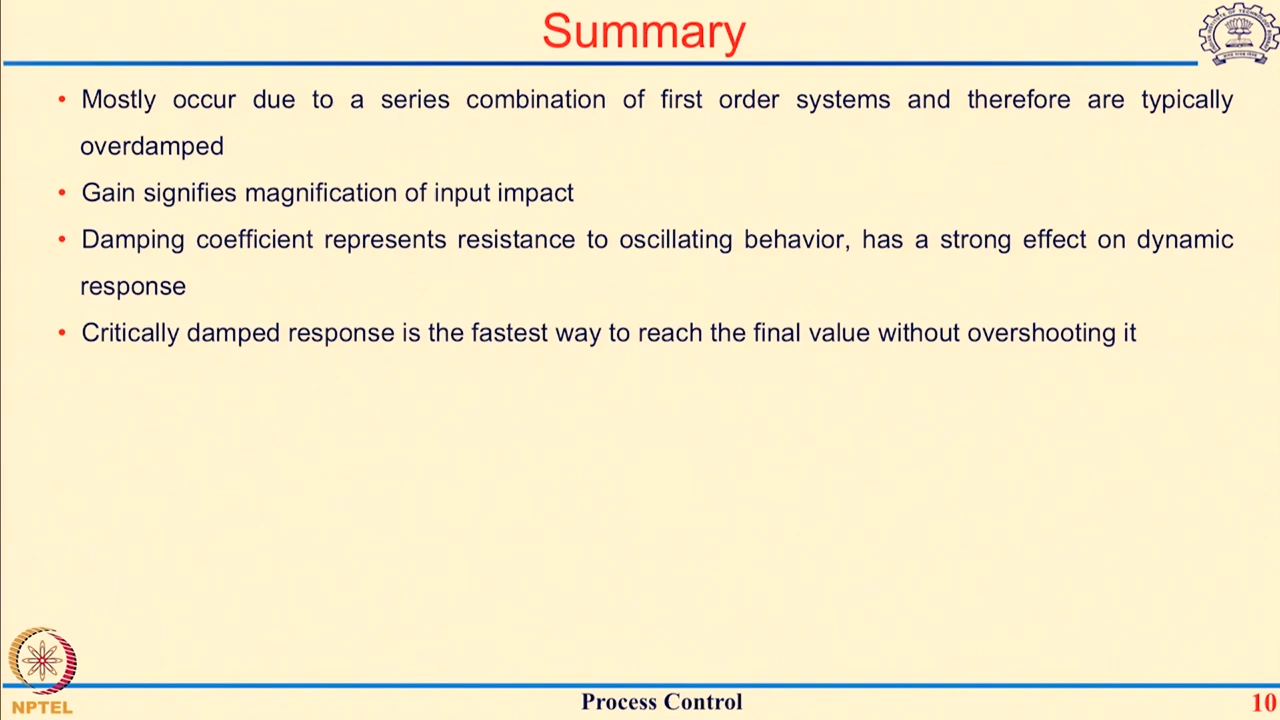 Summary
• Mostly occur due to a series combination of first order systems and therefore are typically
overdamped
• Gain signifies magnification of input impact
• Damping coefficient represents resistance to oscillating behavior, has a strong effect on dynamic
response
• Critically damped response is the fastest way to reach the final value without overshooting it
NPTEL
Process Control
10